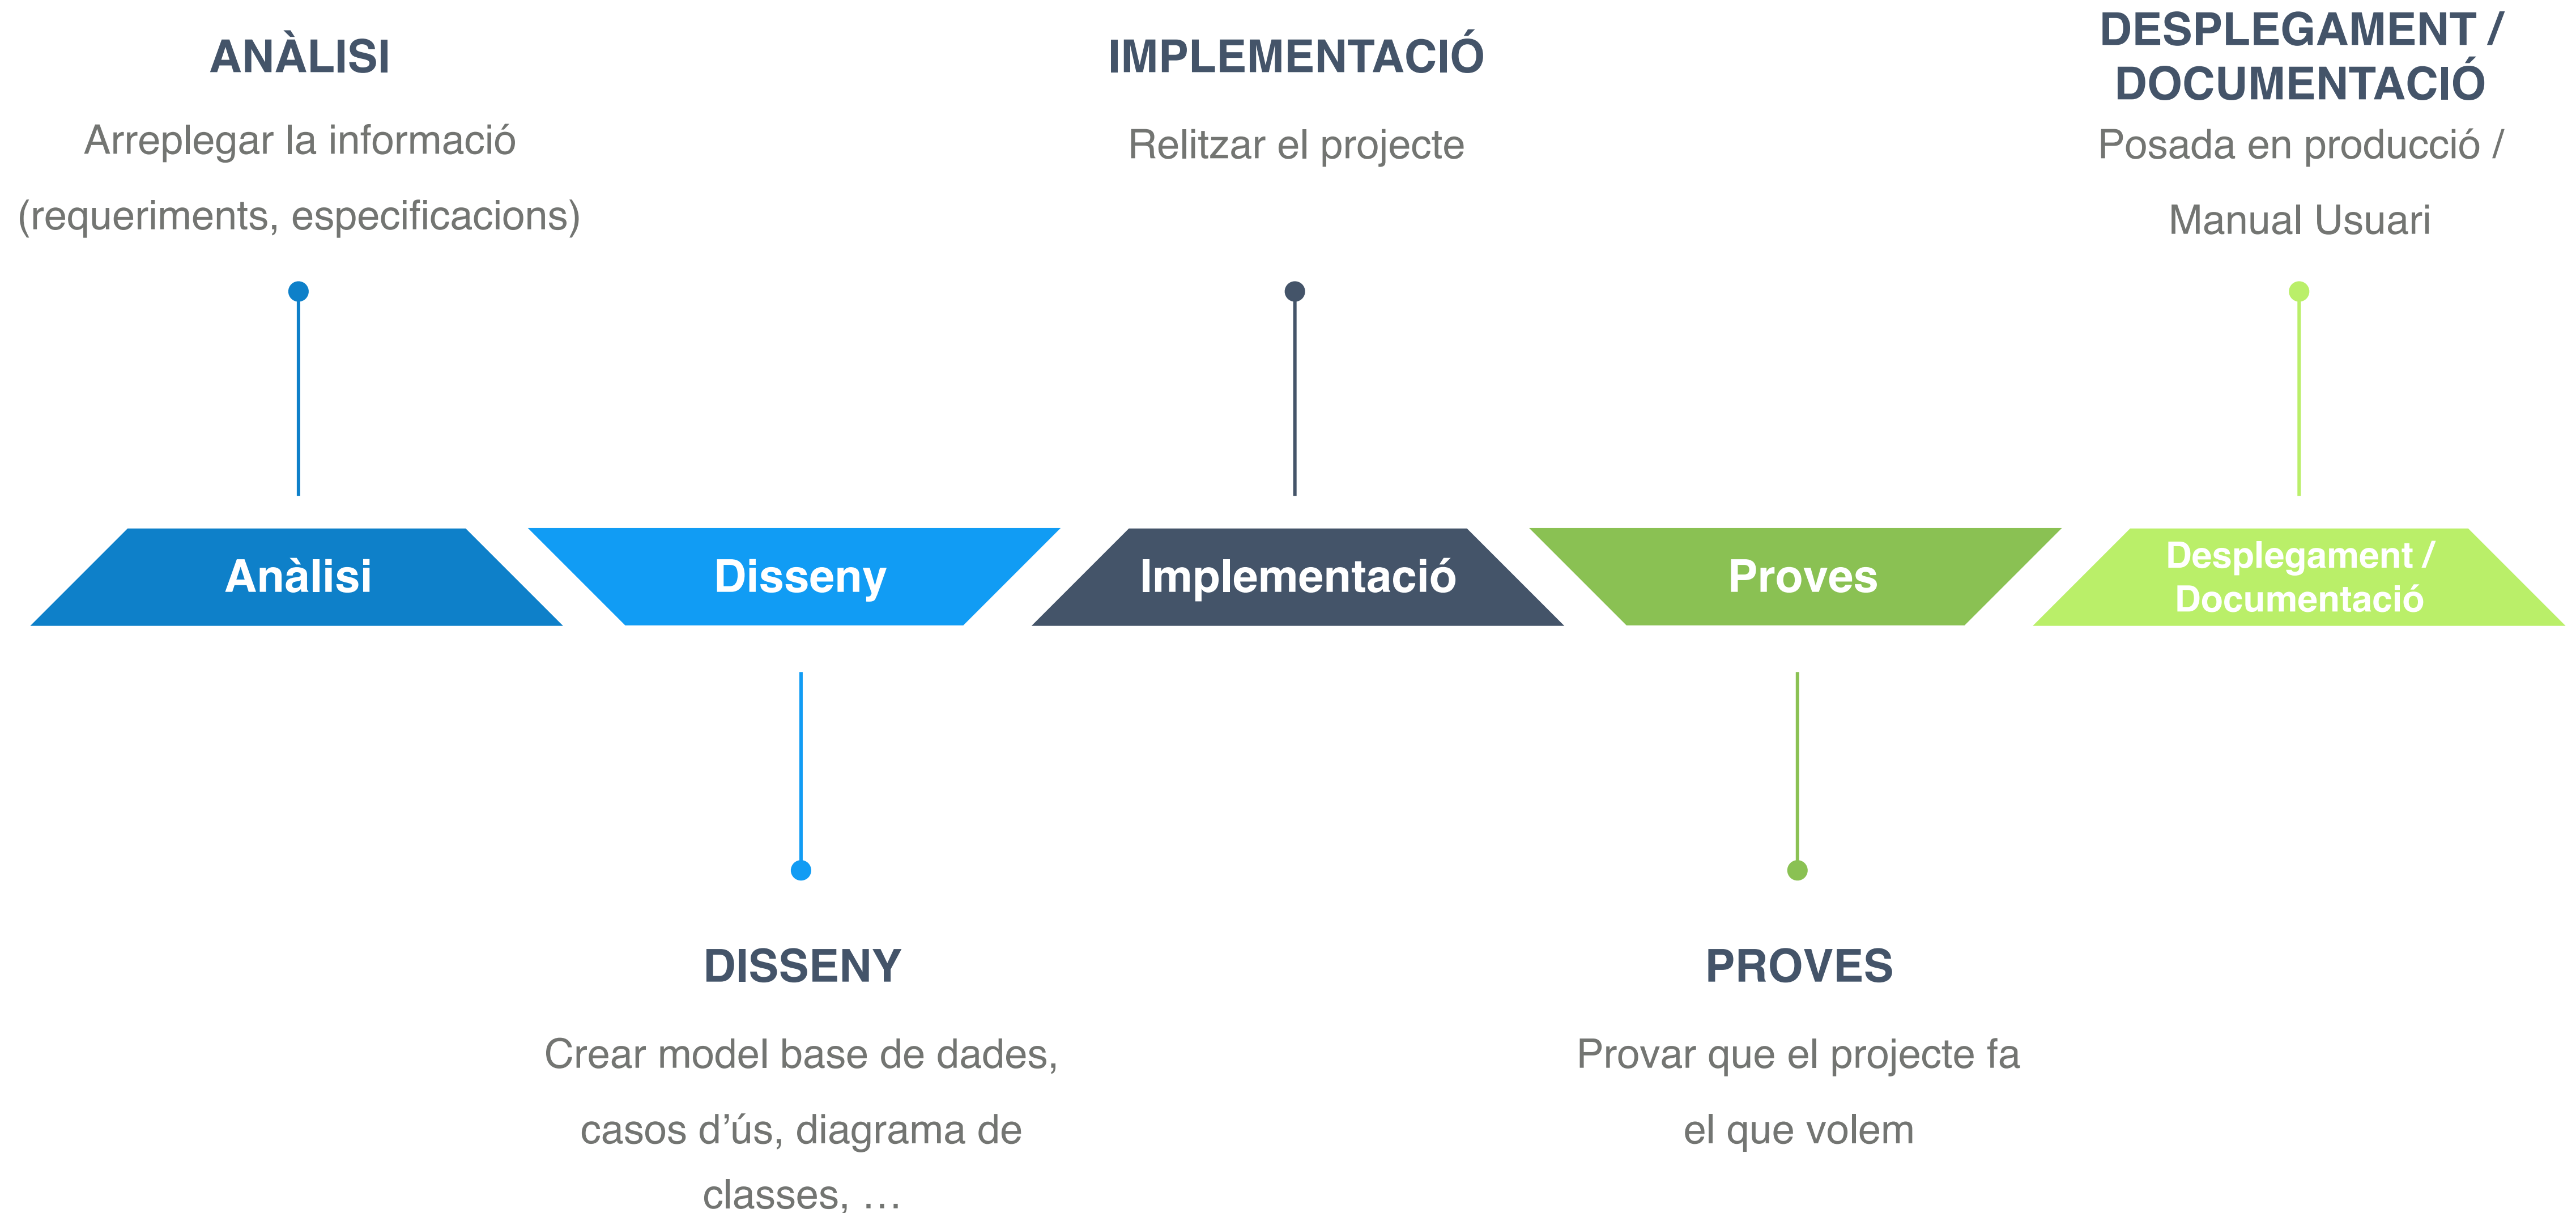 ANÀLISI
Arreplegar la informació
(requeriments, especificacions)
IMPLEMENTACIÓ
Relitzar el projecte
DESPLEGAMENT /
DOCUMENTACIÓ
Posada en producció /
Manual Usuari
Anàlisi
Disseny
Implementació
Proves
Desplegament /
Documentació
DISSENY
Crear model base de dades,
casos d’ús, diagrama de
classes, …
PROVES
Provar que el projecte fa
el que volem